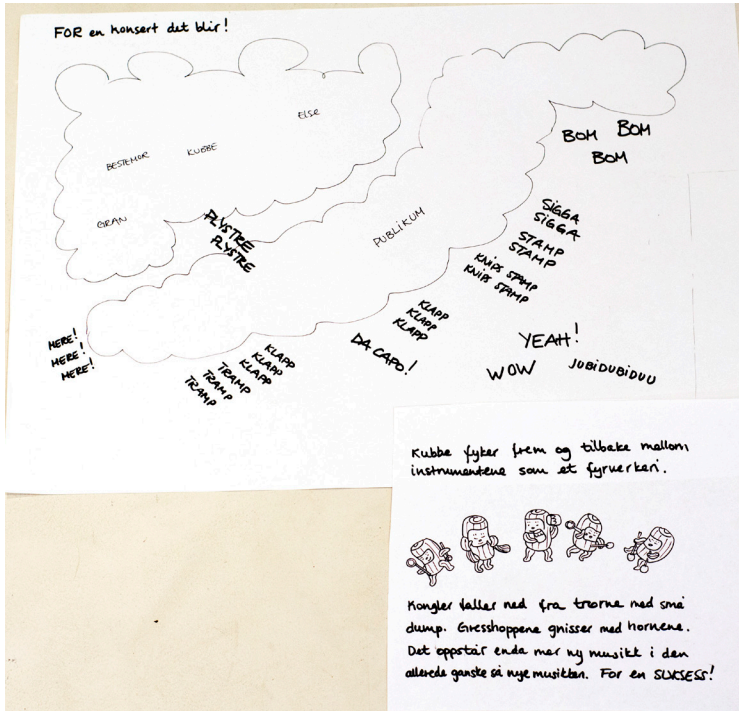 FOR en konsert det blir!
ELSE
BESTEMOR
KUBBE
GRAN
PLYSTRE
PLYSTRE
PUBLIKUM
BOM BOM
BOM
SIGGA
SIGGA
STAMP
STAMP
KNIPS STAMP
KNIPS STAMP
KLAPP
KLAPP
KLAPP
DA CAPO!
KLAPP
KLAPP
KLAPP
TRAMP
TRAMP
TRAMP
MERE!
MERE!
MERE!
YEAH!
WOW
JUBIDUBIDUU
Kubbe fyker frem og tilbake mellom
instrumentene som et fyrverkeri.
Kongler faller ned fra trærne med små
dump. Gresshoppene gnisser med hornene.
Det oppstår enda mer ny musikk i den
allerede ganske så nye musikken. For en SUKSESS!